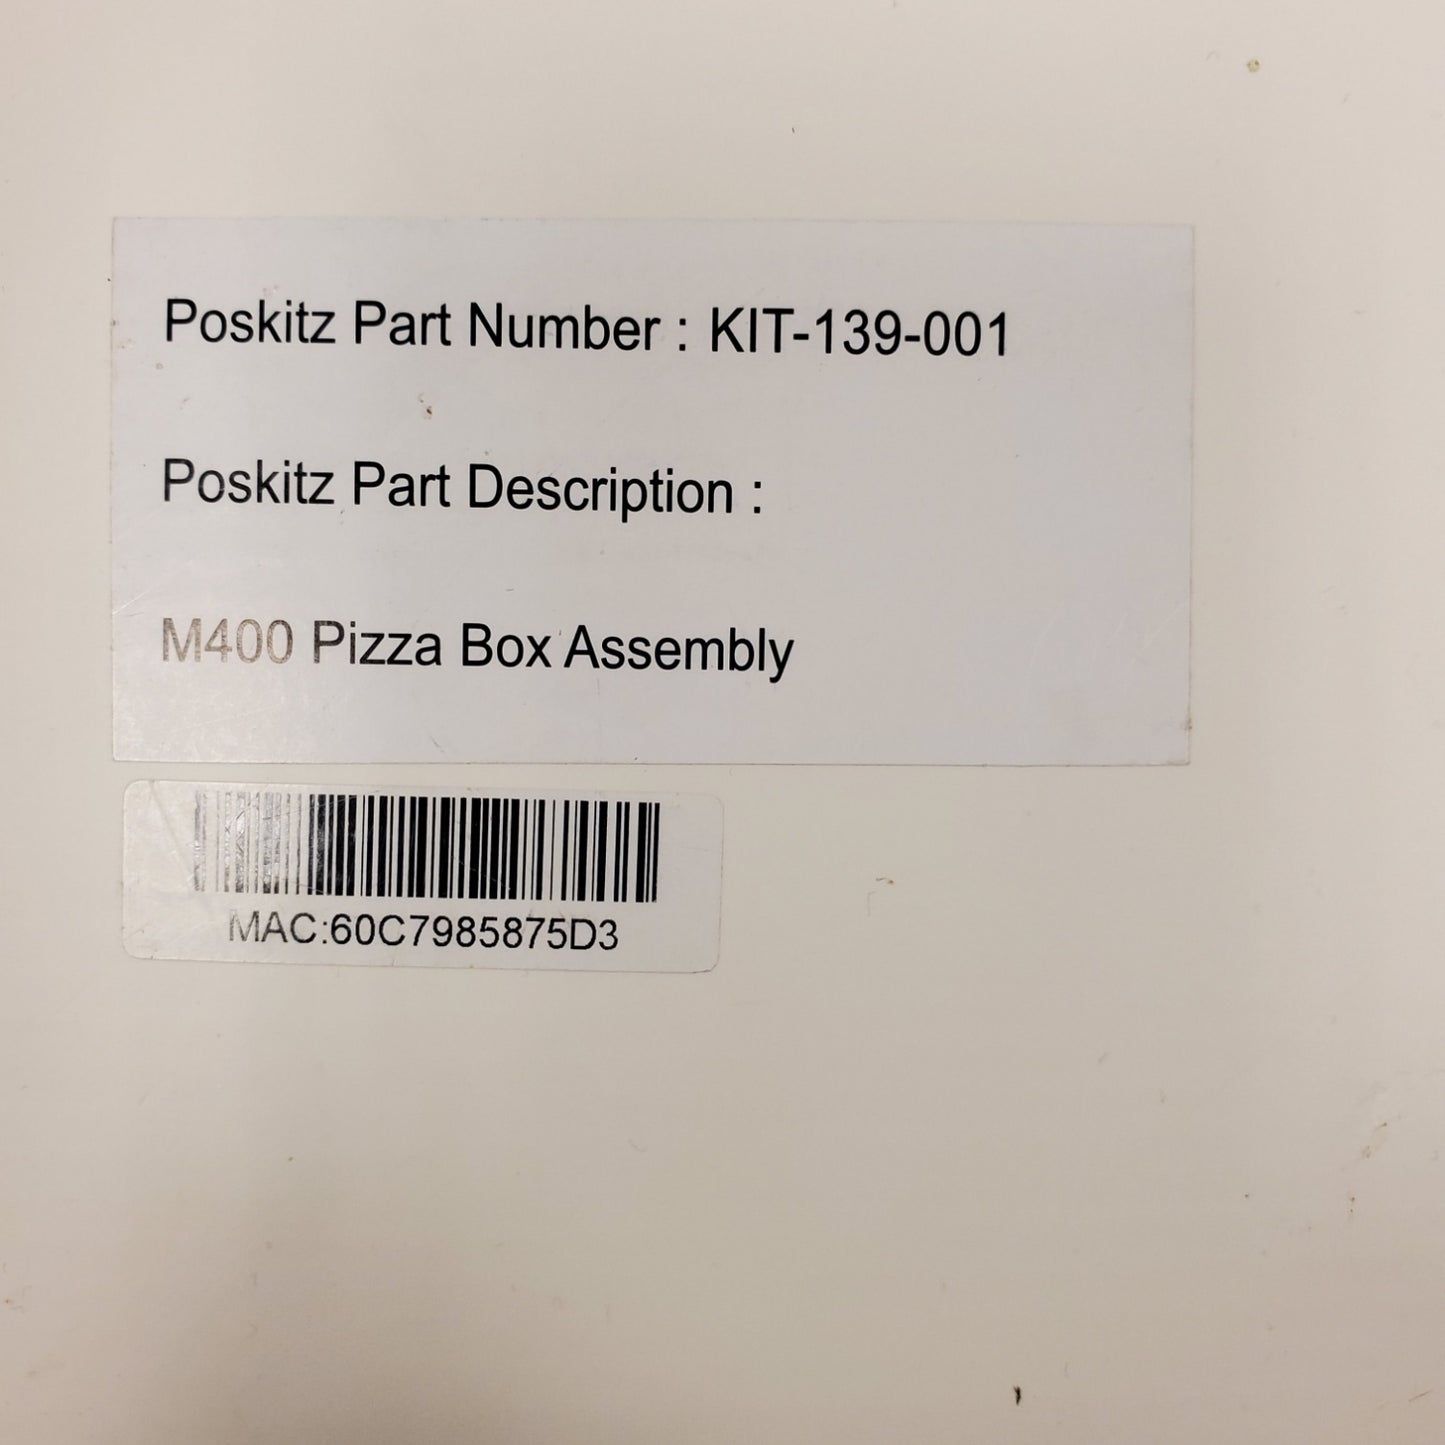 Poskitz Part Number : KIT-139-001
Poskitz Part Description :
M400 Pizza Box Assembly
MAC:60C7985875D3